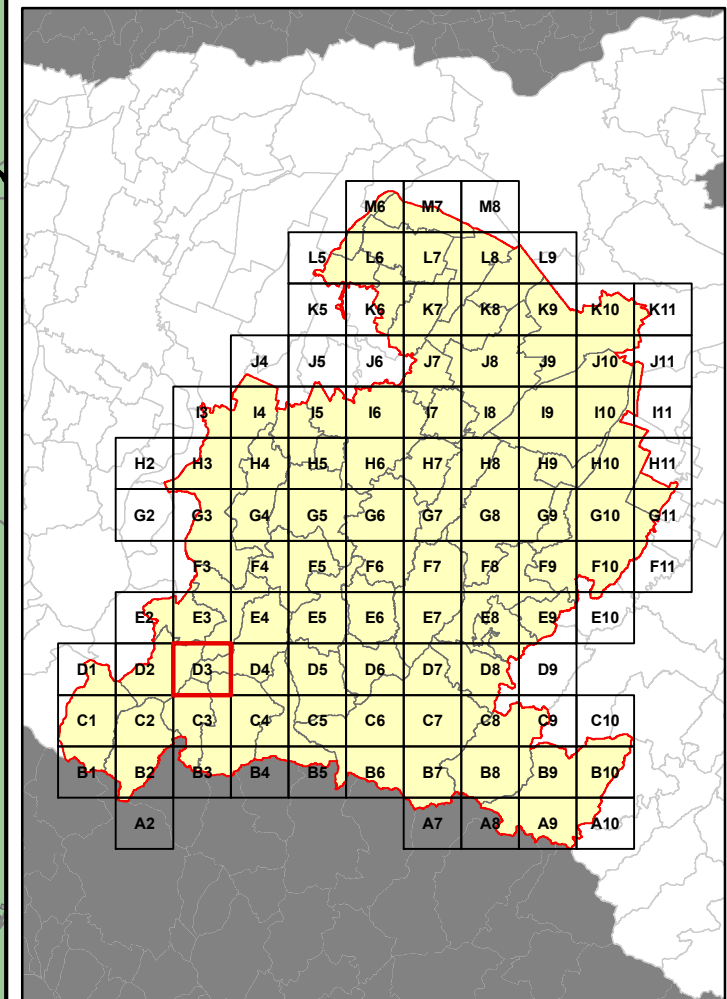 M6 M7 M8
L5 L6 L7 L8 L9
K5 K6 K7 K8 K9 K10 K11
J4 J5 J6 J7 J8 J9 J10 J11
I3 I4 I5 I6 I7 I8 I9 I10 I11
H2 H3 H4 H5 H6 H7 H8 H9 H10 H11
G2 G3 G4 G5 G6 G7 G8 G9 G10 G11
F3 F4 F5 F6 F7 F8 F9 F10 F11
E2 E3 E4 E5 E6 E7 E8 E9 E10
D1 D2 D3 D4 D5 D6 D7 D8 D9
C1 C2 C3 C4 C5 C6 C7 C8 C9 C10
B1 B2 B3 B4 B5 B6 B7 B8 B9 B10
A2 A7 A8 A9 A10